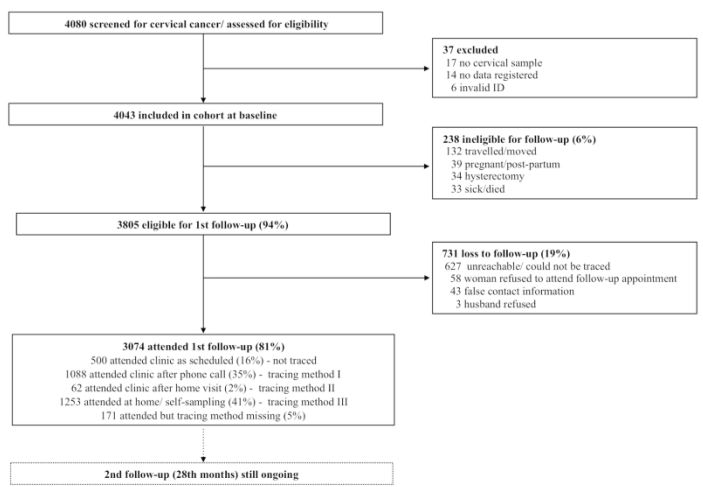 4080 screened for cervical cancer/ assessed for eligibility
37 excluded
17 no cervical sample
14 no data registered
6 invalid ID
4043 included in cohort at baseline
238 ineligible for follow-up (6%)
132 travelled/moved
39 pregnant/post-partum
34 hysterectomy
33 sick/died
3805 eligible for 1st follow-up (94%)
731 loss to follow-up (19%)
627 unreachable/ could not be traced
58 woman refused to attend follow-up appointment
43 false contact information
3 husband refused
3074 attended 1st follow-up (81%)
500 attended clinic as scheduled (16%) - not traced
1088 attended clinic after phone call (35%) - tracing method I
62 attended clinic after home visit (2%) - tracing method II
1253 attended at home/ self-sampling (41%) - tracing method III
171 attended but tracing method missing (5%)
2nd follow-up (28th months) still ongoing